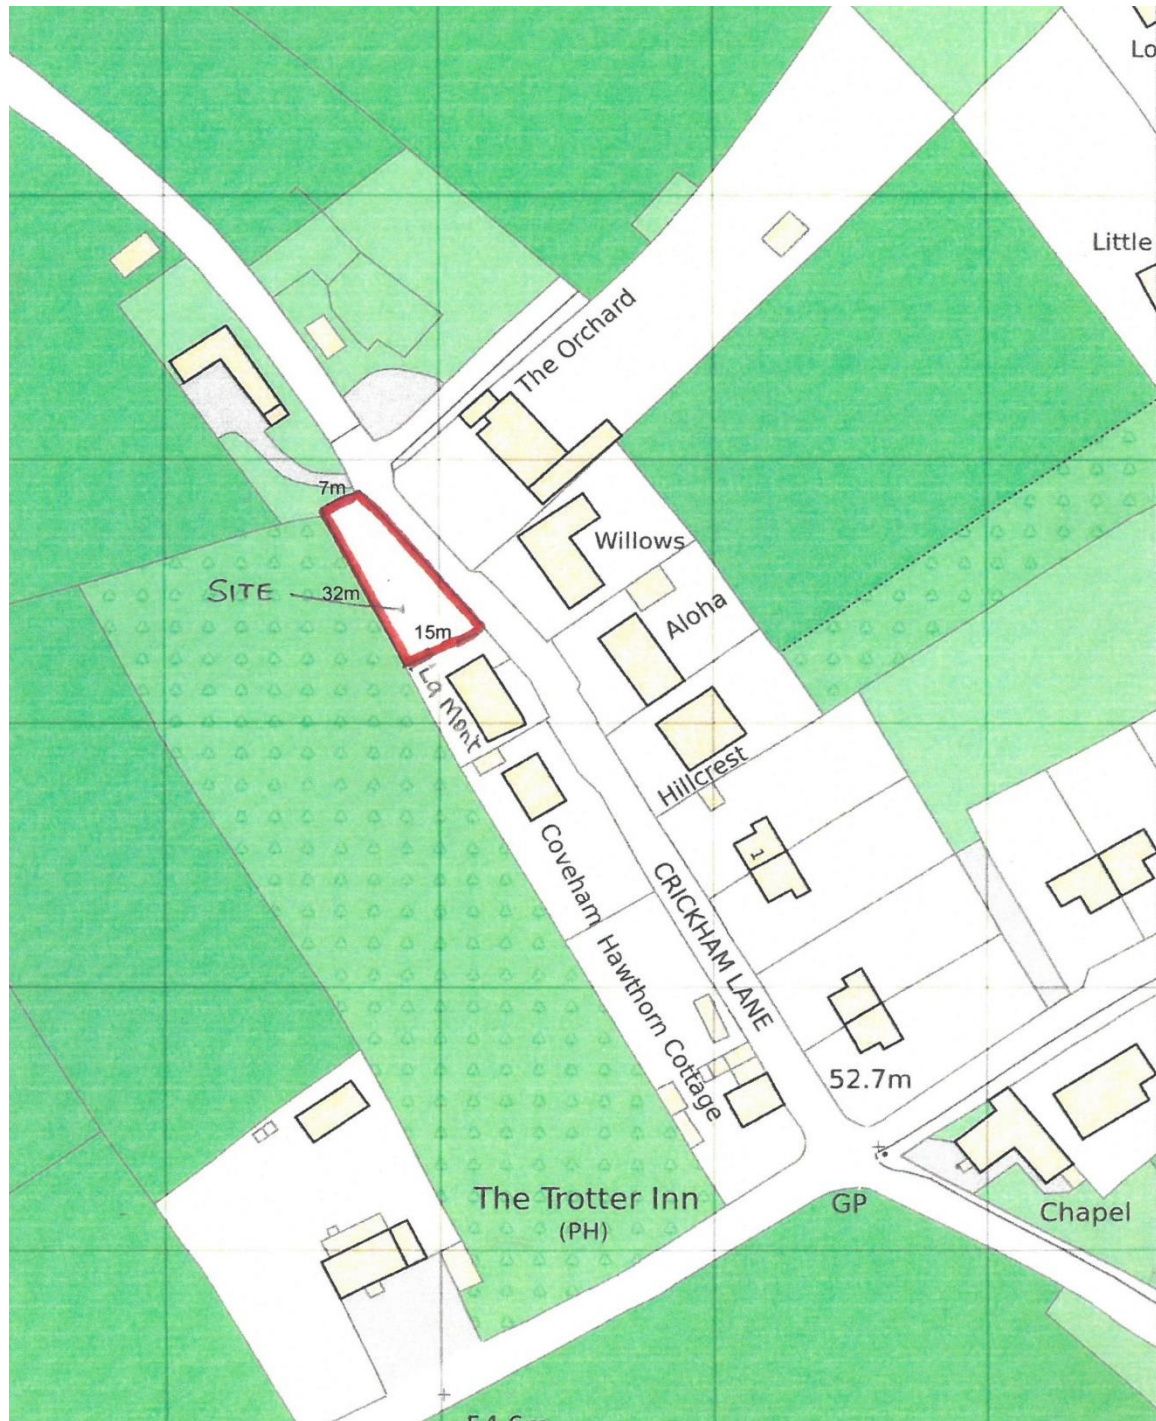 Lo
Little
The Orchard
7m
Willows
SITE
32m
Aloha
15m
La Mont
Hillcrest
1
Coveham
CRICKHAM LANE
Hawthorn Cottage
52.7m
The Trotter Inn
(PH)
GP
Chapel